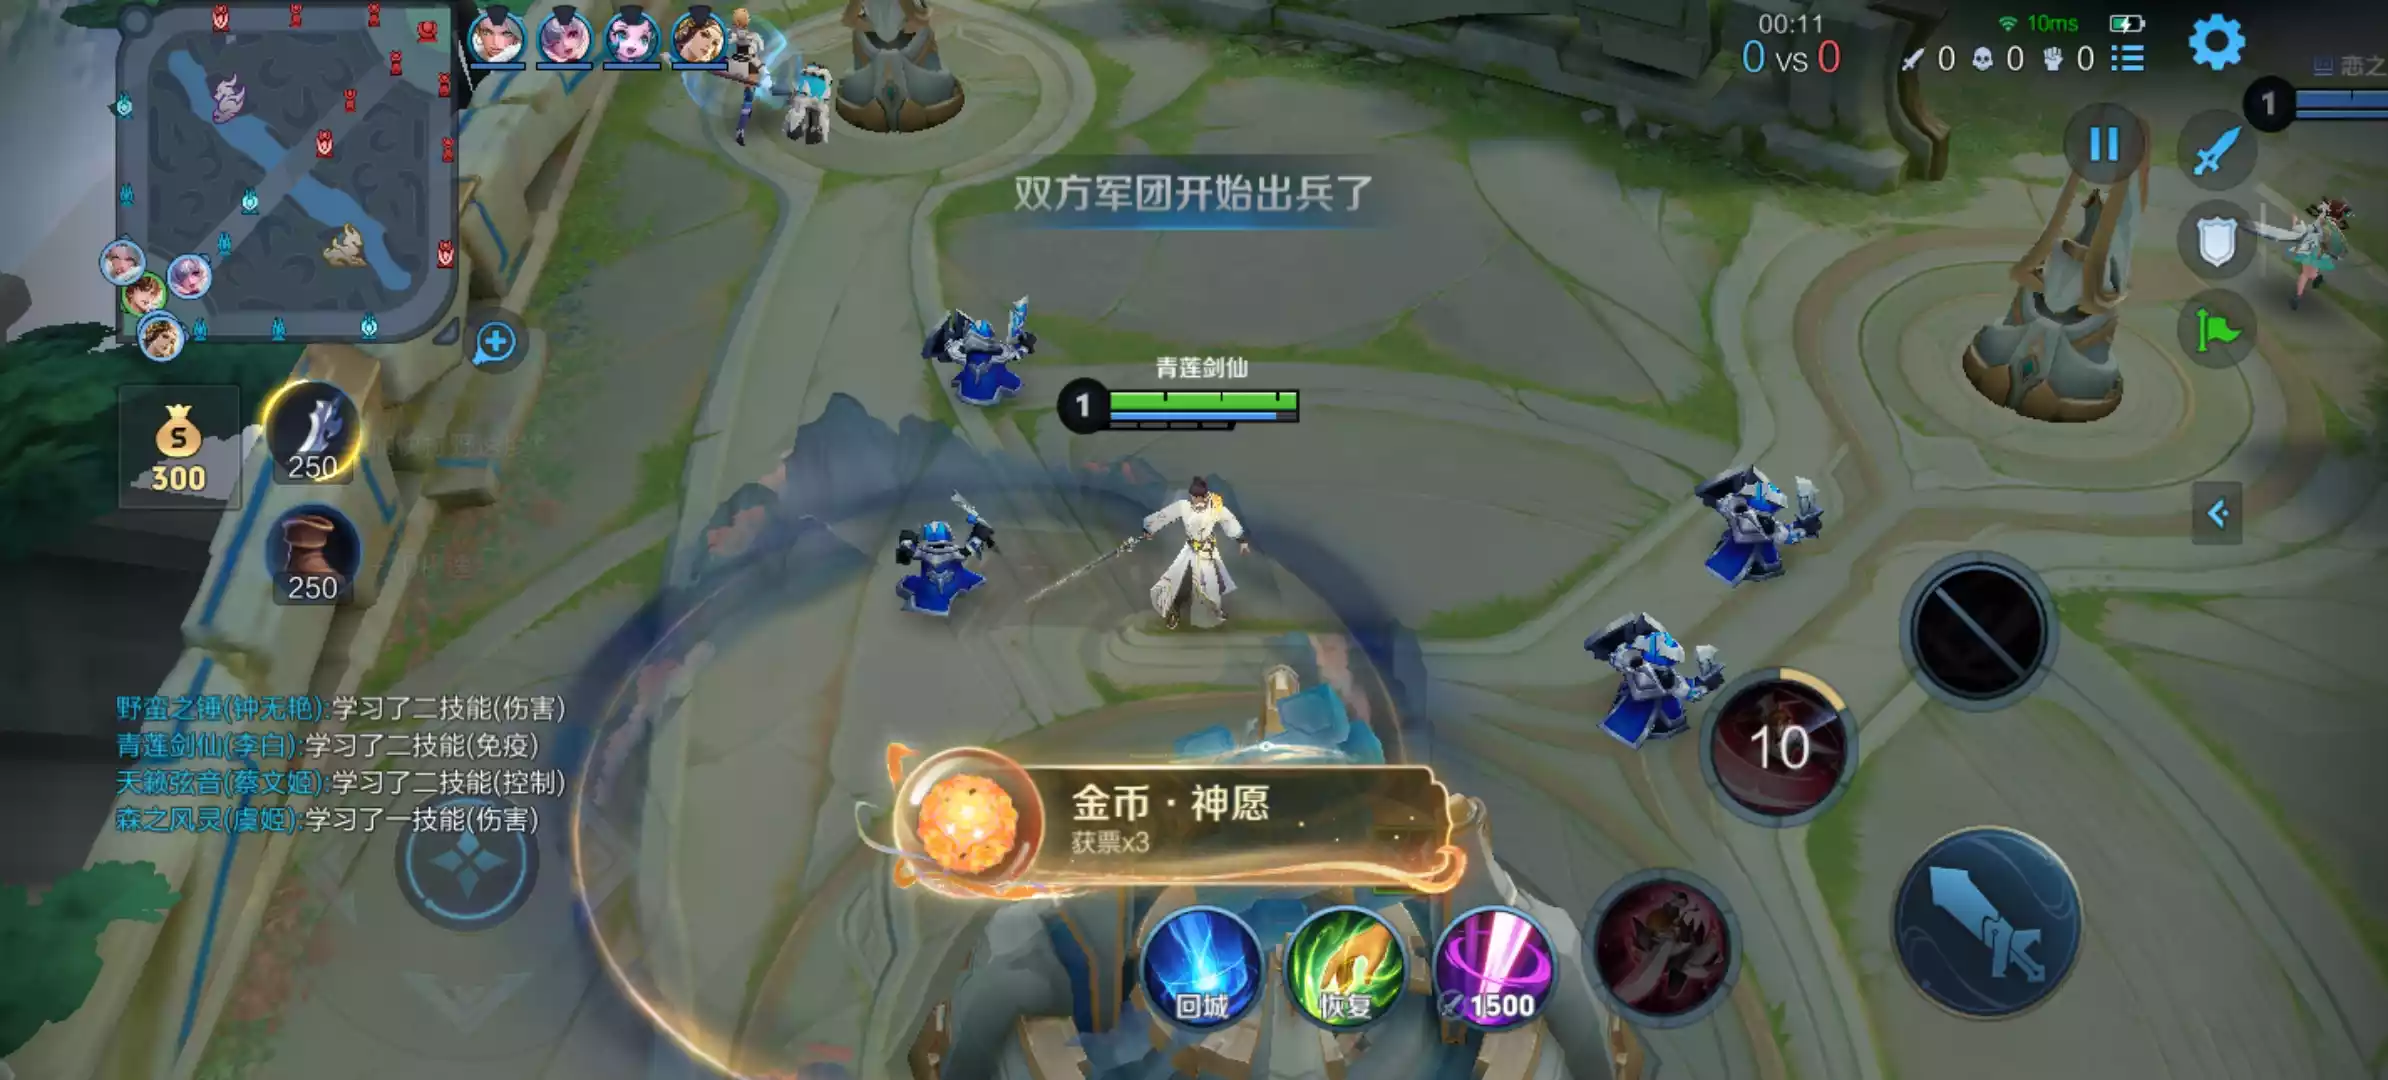 00:11
10ms
0 VS 0
0
0
0
恋之
1
双方军团开始出兵了
青莲剑仙
1
S
300
250
250
野蛮之锤(钟无艳):学习了二技能(伤害)
青莲剑仙(李白):学习了二技能(免疫)
天籁弦音(蔡文姬):学习了二技能(控制)
森之风灵(虞姬):学习了一技能(伤害)
10
金币·神愿
获票x3
回城
恢复
1500